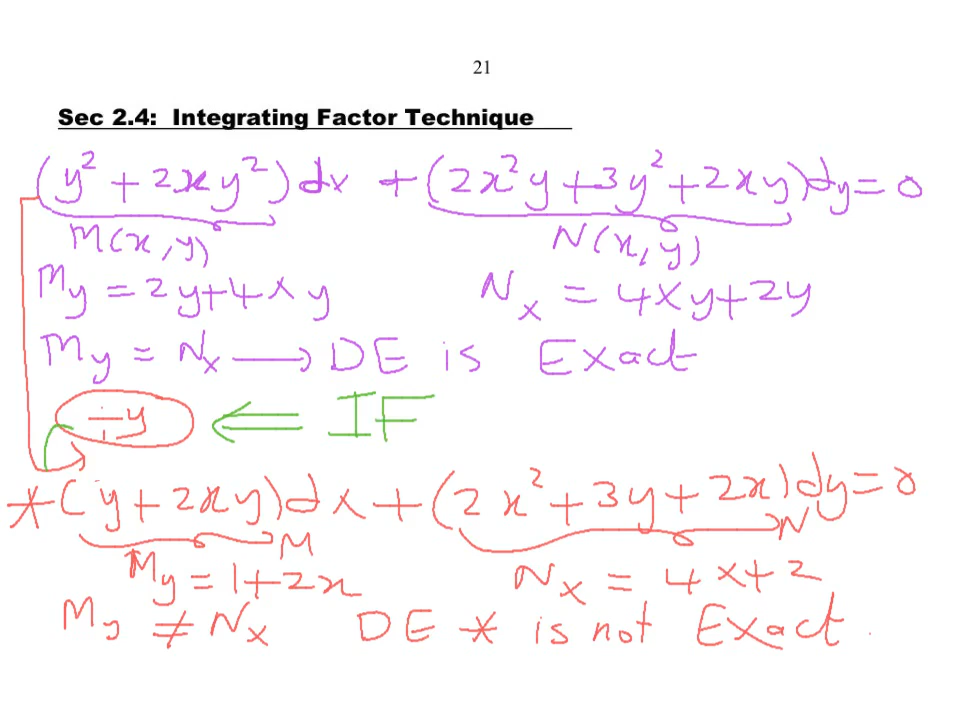 21
Sec 2.4: Integrating Factor Technique
(y² + 2xy²)dx + (2x²y + 3y² + 2xy)dy = 0
M(x,y) N(x,y)
My = 2y + 4xy Nx = 4xy + 2y
My = Nx → DE is Exact
÷y ⇐ IF
*(y + 2xy)dx + (2x² + 3y + 2x)dy = 0
M N
My = 1 + 2x Nx = 4x + 2
My ≠ Nx DE * is not Exact.